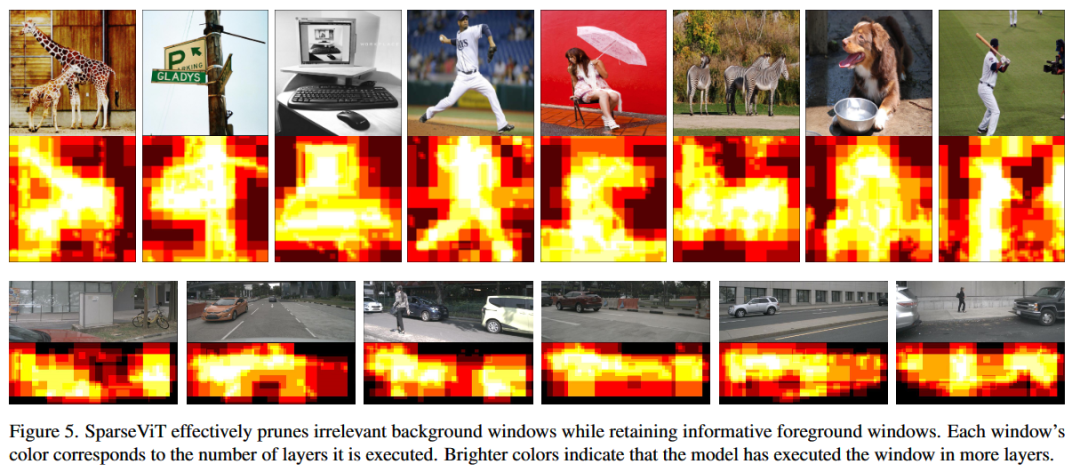 P
PARKING
GLADYS
RAYS
Figure 5. SparseViT effectively prunes irrelevant background windows while retaining informative foreground windows. Each window's
color corresponds to the number of layers it is executed. Brighter colors indicate that the model has executed the window in more layers.